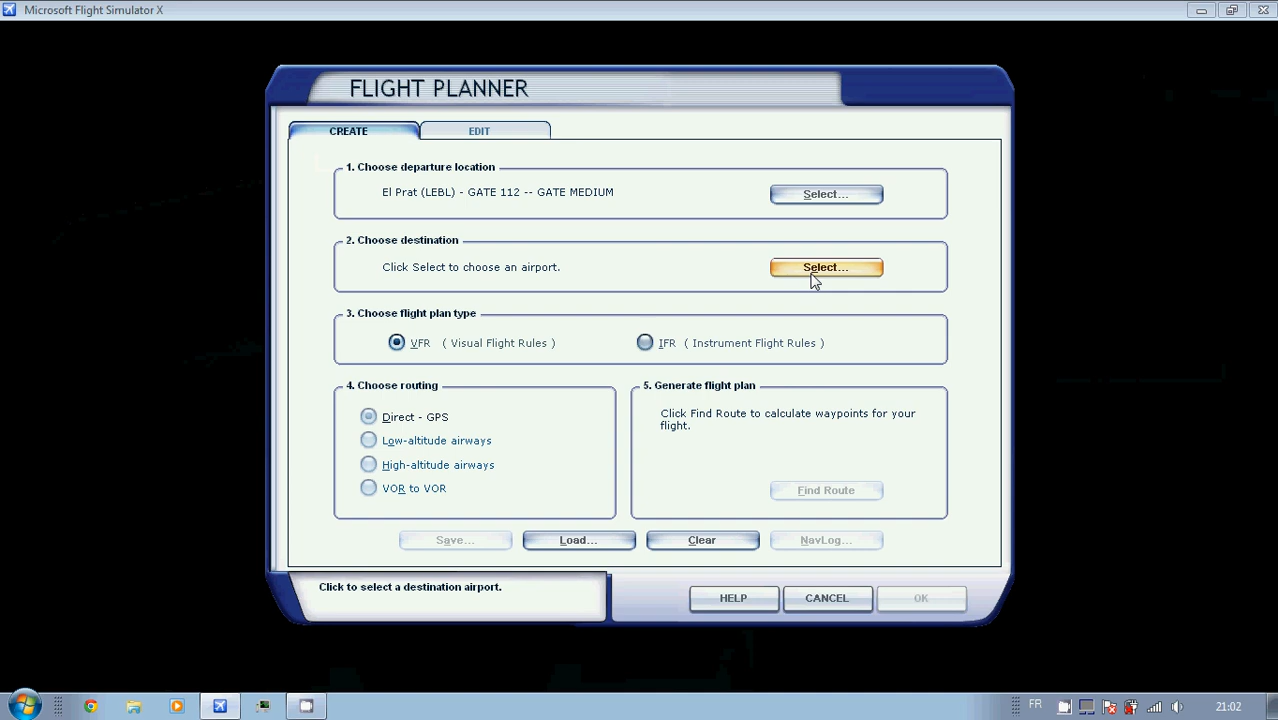 Microsoft Flight Simulator X
FLIGHT PLANNER
CREATE
EDIT
1. Choose departure location
El Prat (LEBL) - GATE 112 -- GATE MEDIUM
Select...
2. Choose destination
Click Select to choose an airport.
Select...
3. Choose flight plan type
VFR ( Visual Flight Rules )
IFR ( Instrument Flight Rules )
4. Choose routing
Direct - GPS
Low-altitude airways
High-altitude airways
VOR to VOR
5. Generate flight plan
Click Find Route to calculate waypoints for your
flight.
Find Route
Save...
Load...
Clear
NavLog...
Click to select a destination airport.
HELP
CANCEL
OK
FR
21:02